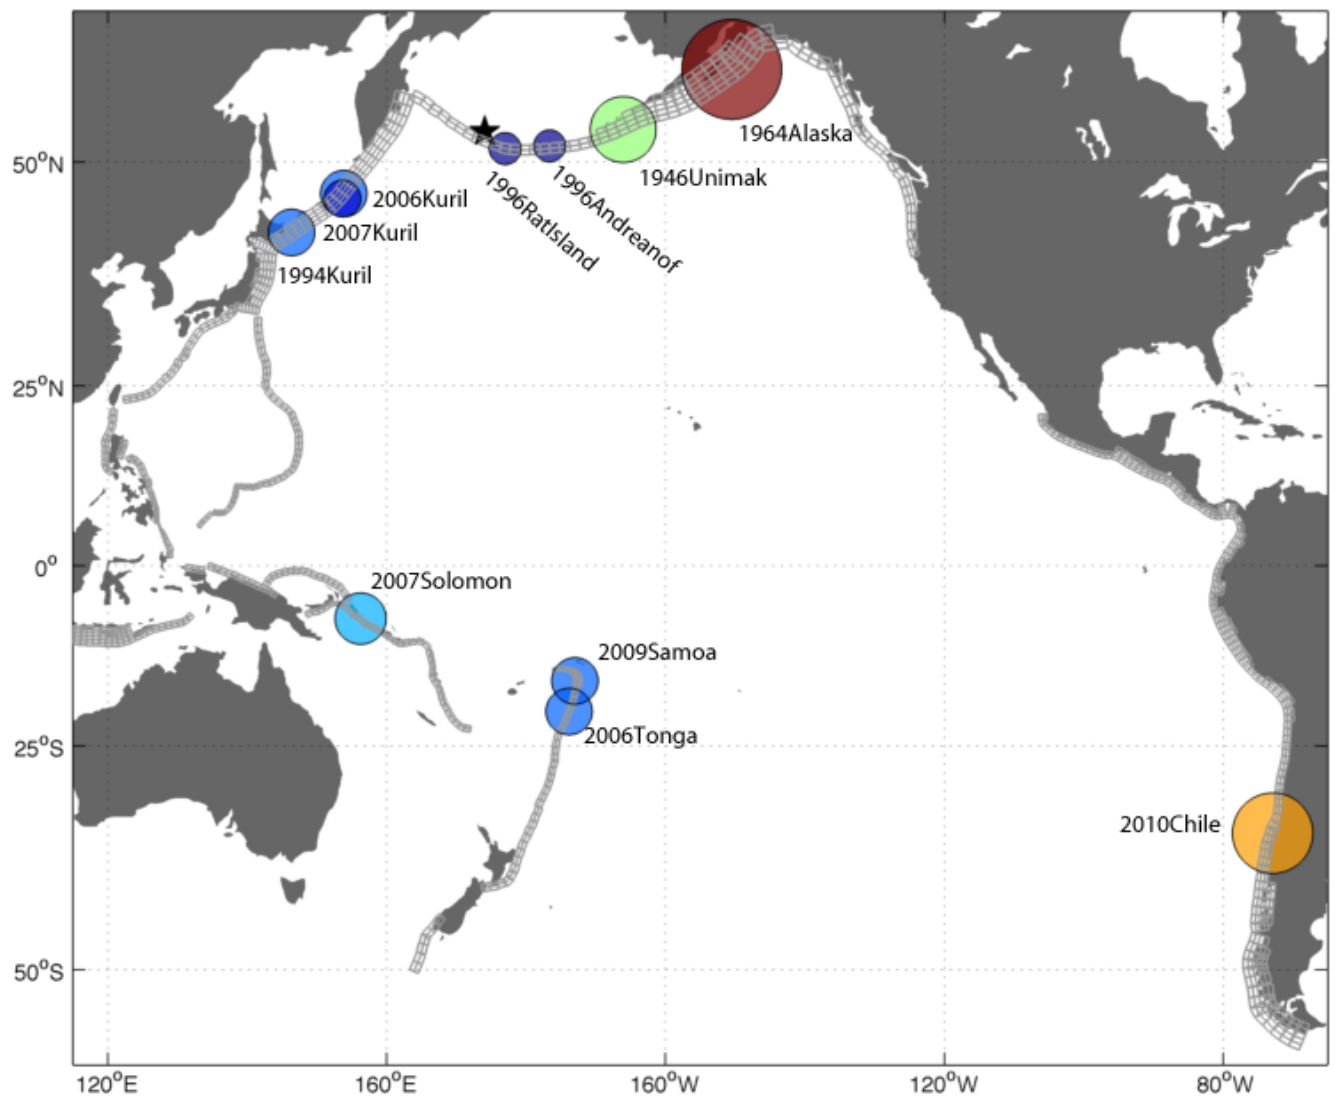 1964Alaska
50°N
1946Unimak
1996RatIsland
1996Andreanof
2006Kuril
2007Kuril
1994Kuril
25°N
0°
2007Solomon
2009Samoa
2006Tonga
25°S
2010Chile
50°S
120°E
160°E
160°W
120°W
80°W